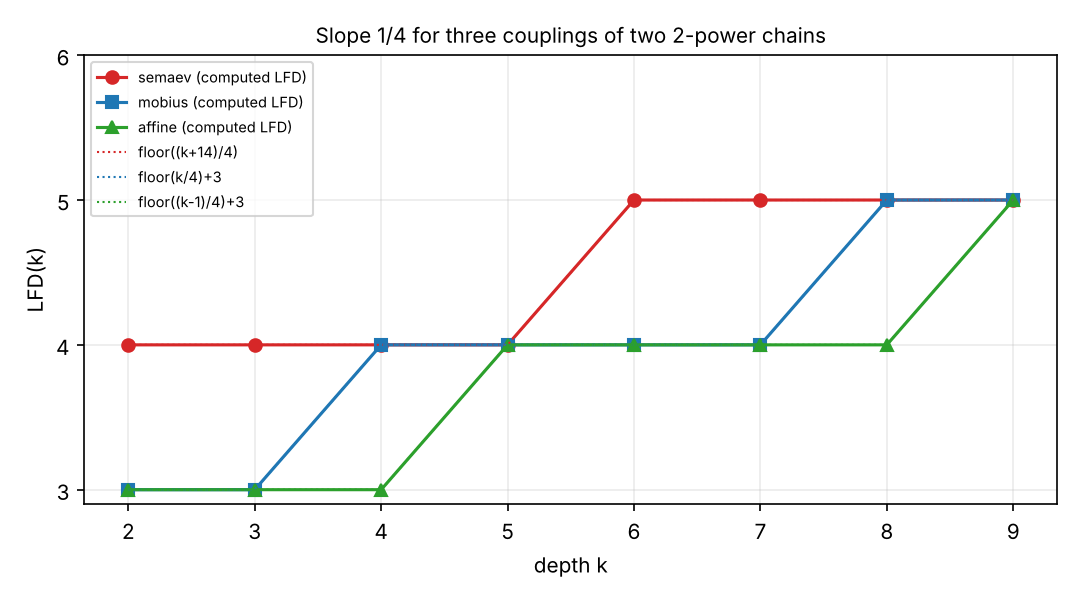 Slope 1/4 for three couplings of two 2-power chains
6
semaev (computed LFD)
mobius (computed LFD)
affine (computed LFD)
floor((k+14)/4)
floor(k/4)+3
floor((k-1)/4)+3
5
LFD(k)
4
3
2 3 4 5 6 7 8 9
depth k